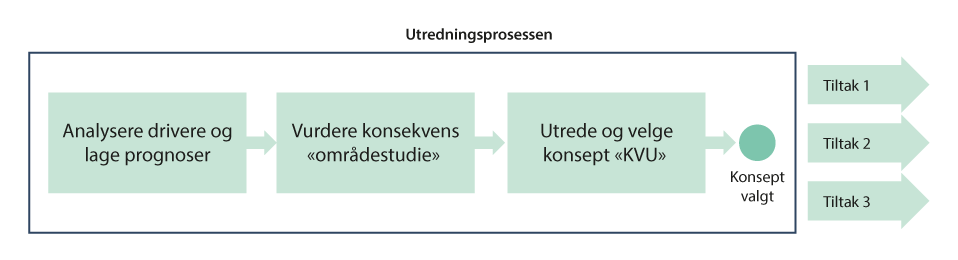 Utredningsprosessen
Analysere drivere og
lage prognoser
Vurdere konsekvens
«områdestudie»
Utrede og velge
konsept «KVU»
Konsept
valgt
Tiltak 1
Tiltak 2
Tiltak 3